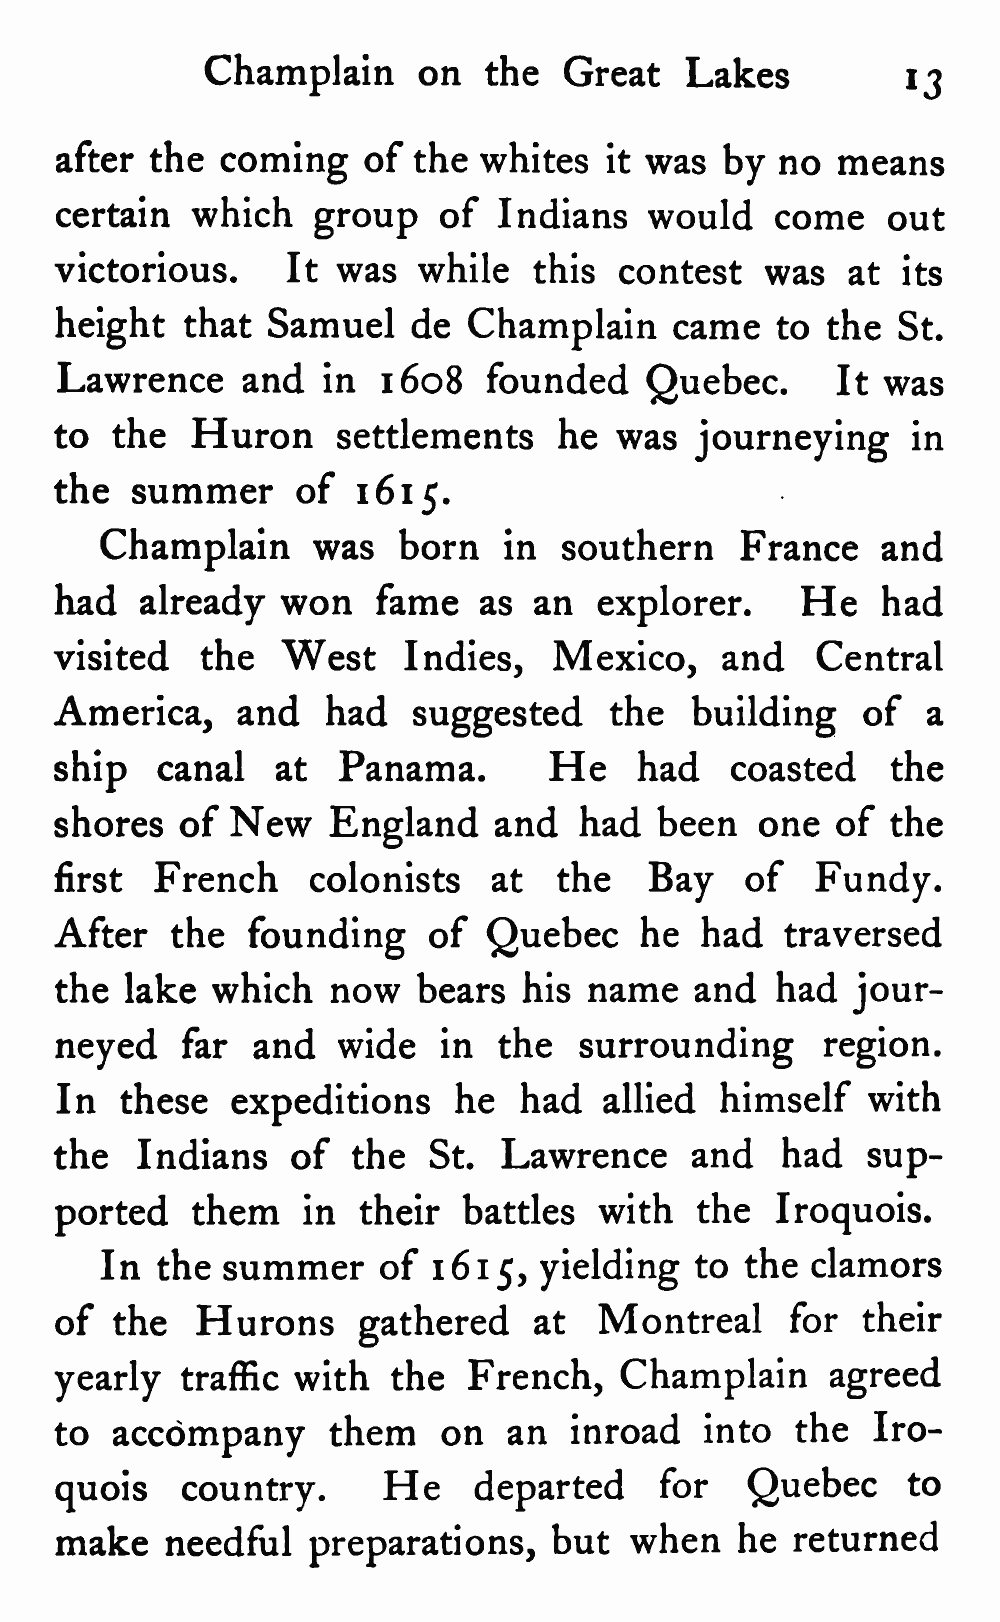 Champlain on the Great Lakes 13
after the coming of the whites it was by no means
certain which group of Indians would come out
victorious. It was while this contest was at its
height that Samuel de Champlain came to the St.
Lawrence and in 1608 founded Quebec. It was
to the Huron settlements he was journeying in
the summer of 1615.
Champlain was born in southern France and
had already won fame as an explorer. He had
visited the West Indies, Mexico, and Central
America, and had suggested the building of a
ship canal at Panama. He had coasted the
shores of New England and had been one of the
first French colonists at the Bay of Fundy.
After the founding of Quebec he had traversed
the lake which now bears his name and had jour-
neyed far and wide in the surrounding region.
In these expeditions he had allied himself with
the Indians of the St. Lawrence and had sup-
ported them in their battles with the Iroquois.
In the summer of 1615, yielding to the clamors
of the Hurons gathered at Montreal for their
yearly traffic with the French, Champlain agreed
to accompany them on an inroad into the Iro-
quois country. He departed for Quebec to
make needful preparations, but when he returned